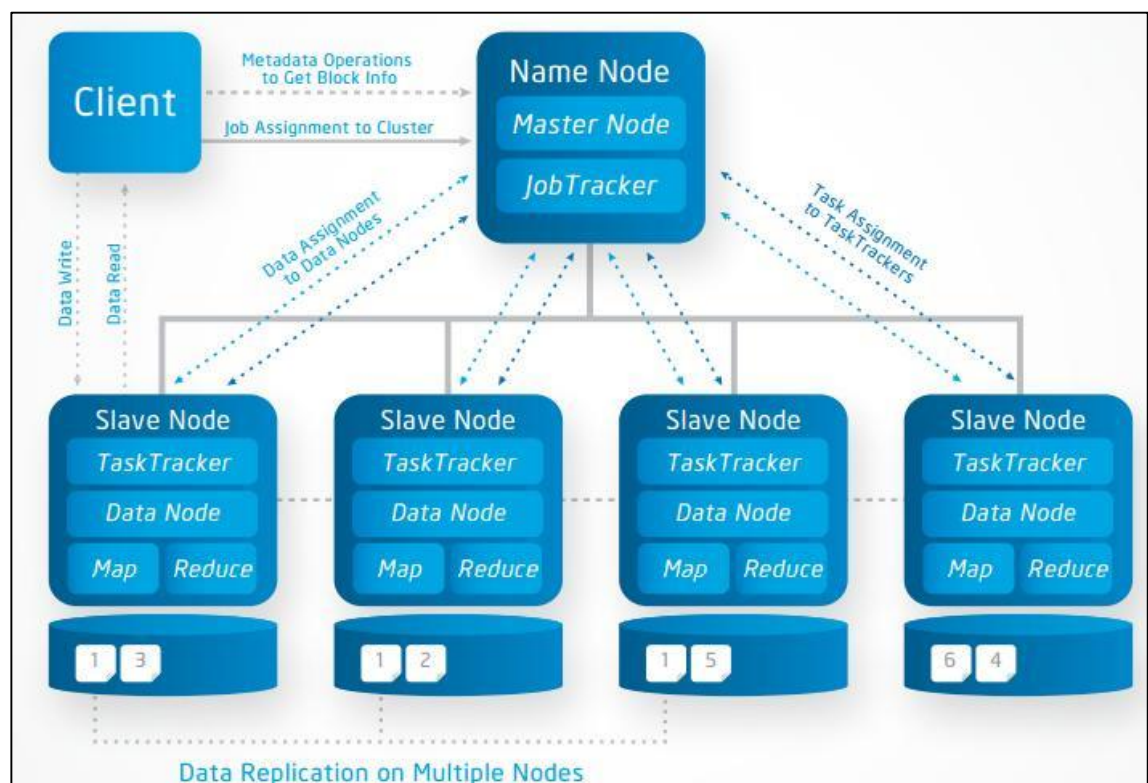 Client
Metadata Operations
to Get Block Info
Job Assignment to Cluster
Name Node
Master Node
JobTracker
Data Write
Data Read
Data Assignment
to Data Nodes
Task Assignment
to TaskTrackers
Slave Node
TaskTracker
Data Node
Map Reduce
1 3
Slave Node
TaskTracker
Data Node
Map Reduce
1 2
Slave Node
TaskTracker
Data Node
Map Reduce
1 5
Slave Node
TaskTracker
Data Node
Map Reduce
6 4
Data Replication on Multiple Nodes